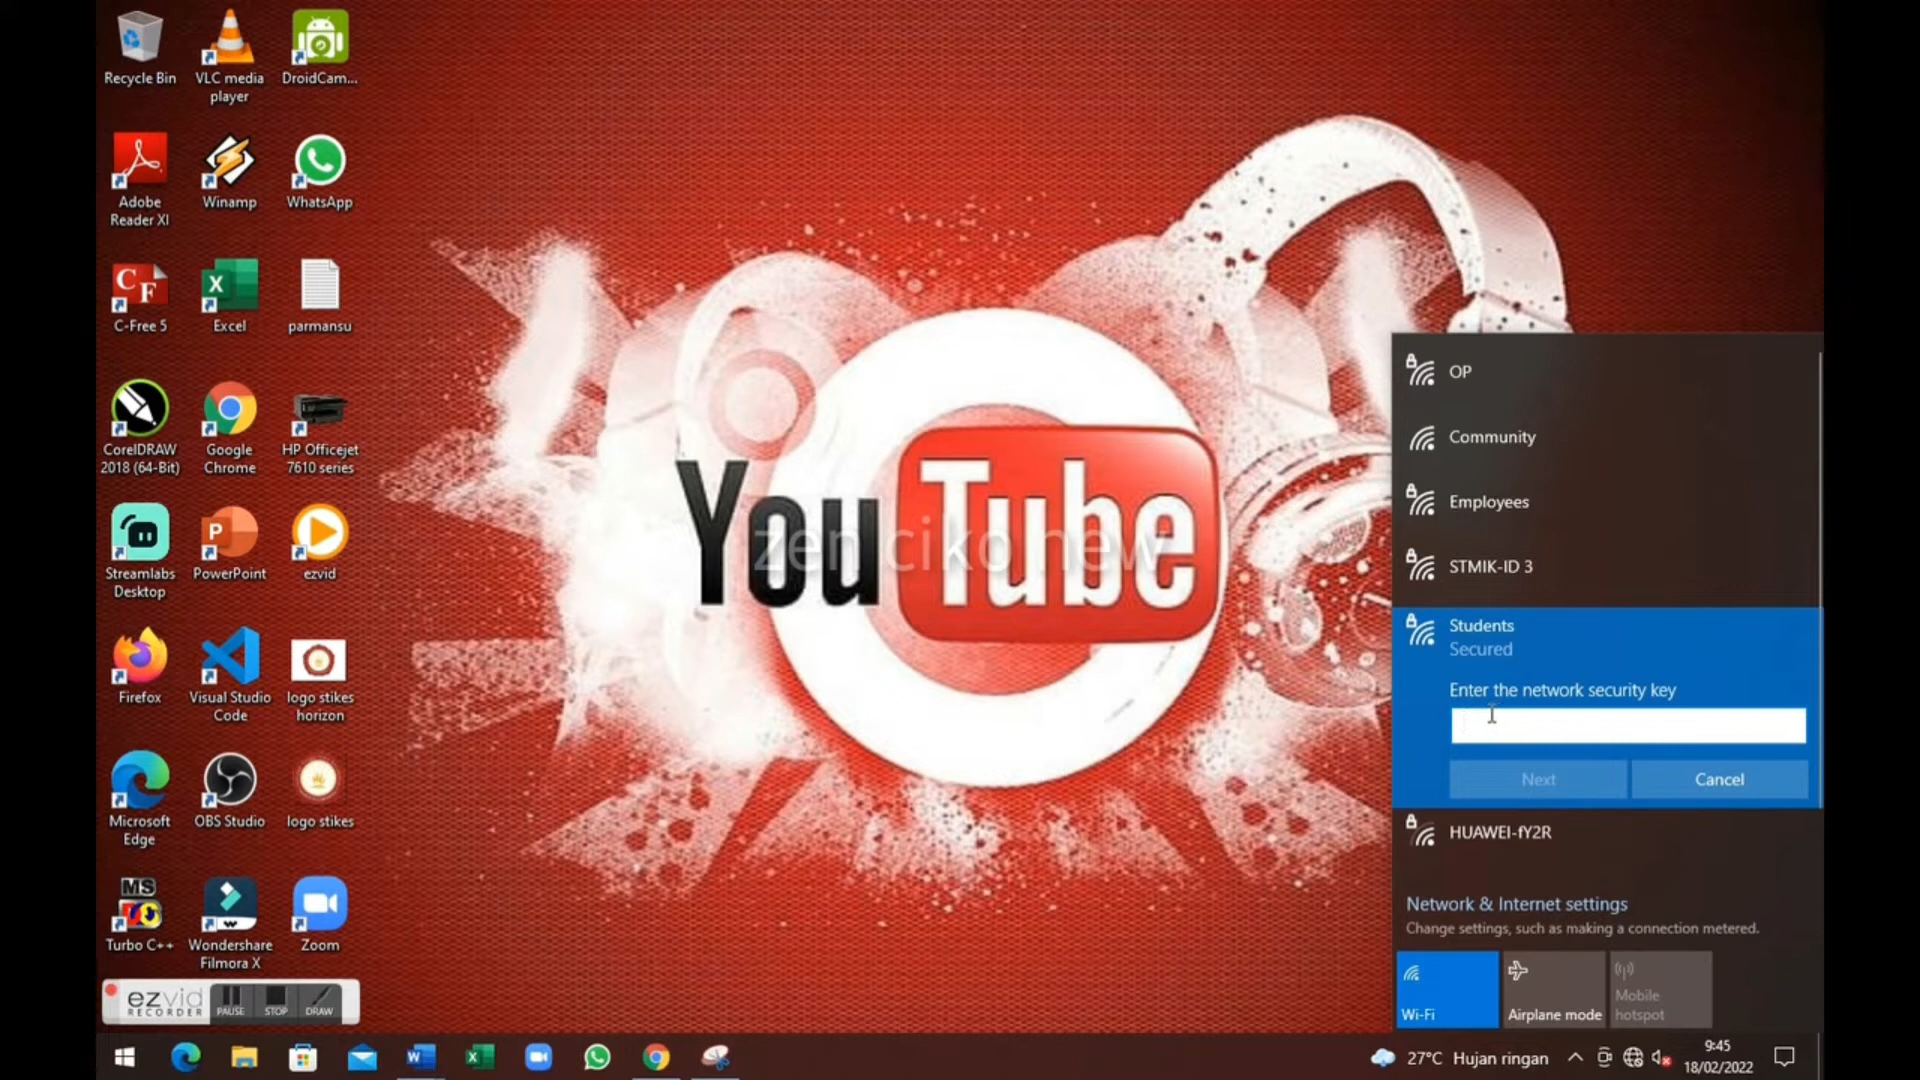 Recycle Bin
VLC media
player
DroidCam...
Adobe
Reader XI
Winamp
WhatsApp
C-Free 5
Excel
parmansu
CorelDRAW
2018 (64-Bit)
Google
Chrome
HP Officejet
7610 series
Streamlabs
Desktop
PowerPoint
ezvid
Firefox
Visual Studio
Code
logo stikes
horizon
Microsoft
Edge
OBS Studio
logo stikes
MS
Turbo C++
Wondershare
Filmora X
Zoom
ezvid
RECORDER
PAUSE
STOP
DRAW
YouTube
zen ciko new
OP
Community
Employees
STMIK-ID 3
Students
Secured
Enter the network security key
Next
Cancel
HUAWEI-fY2R
Network & Internet settings
Change settings, such as making a connection metered.
Wi-Fi
Airplane mode
Mobile
hotspot
27°C Hujan ringan
9:45
18/02/2022